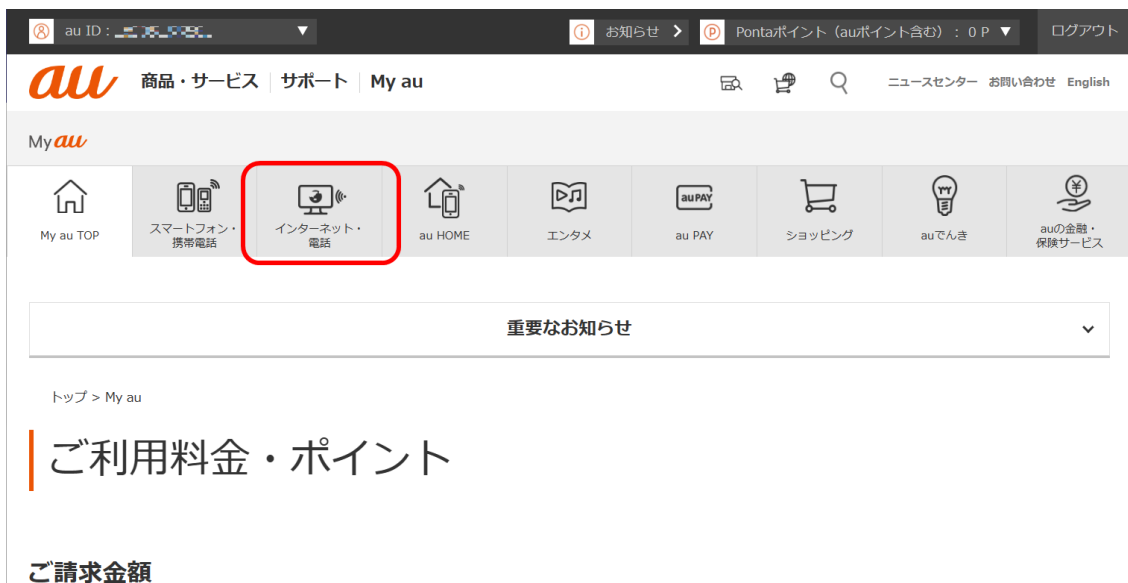 au ID : ▼ お知らせ Pontaポイント（auポイント含む）: 0 P ▼ ログアウト
au 商品・サービス サポート My au ニュースセンター お問い合わせ English
My au
My au TOP
スマートフォン・
携帯電話
インターネット・
電話
au HOME
エンタメ
au PAY
au PAY
ショッピング
auでんき
auの金融・
保険サービス
重要なお知らせ
トップ > My au
ご利用料金・ポイント
ご請求金額